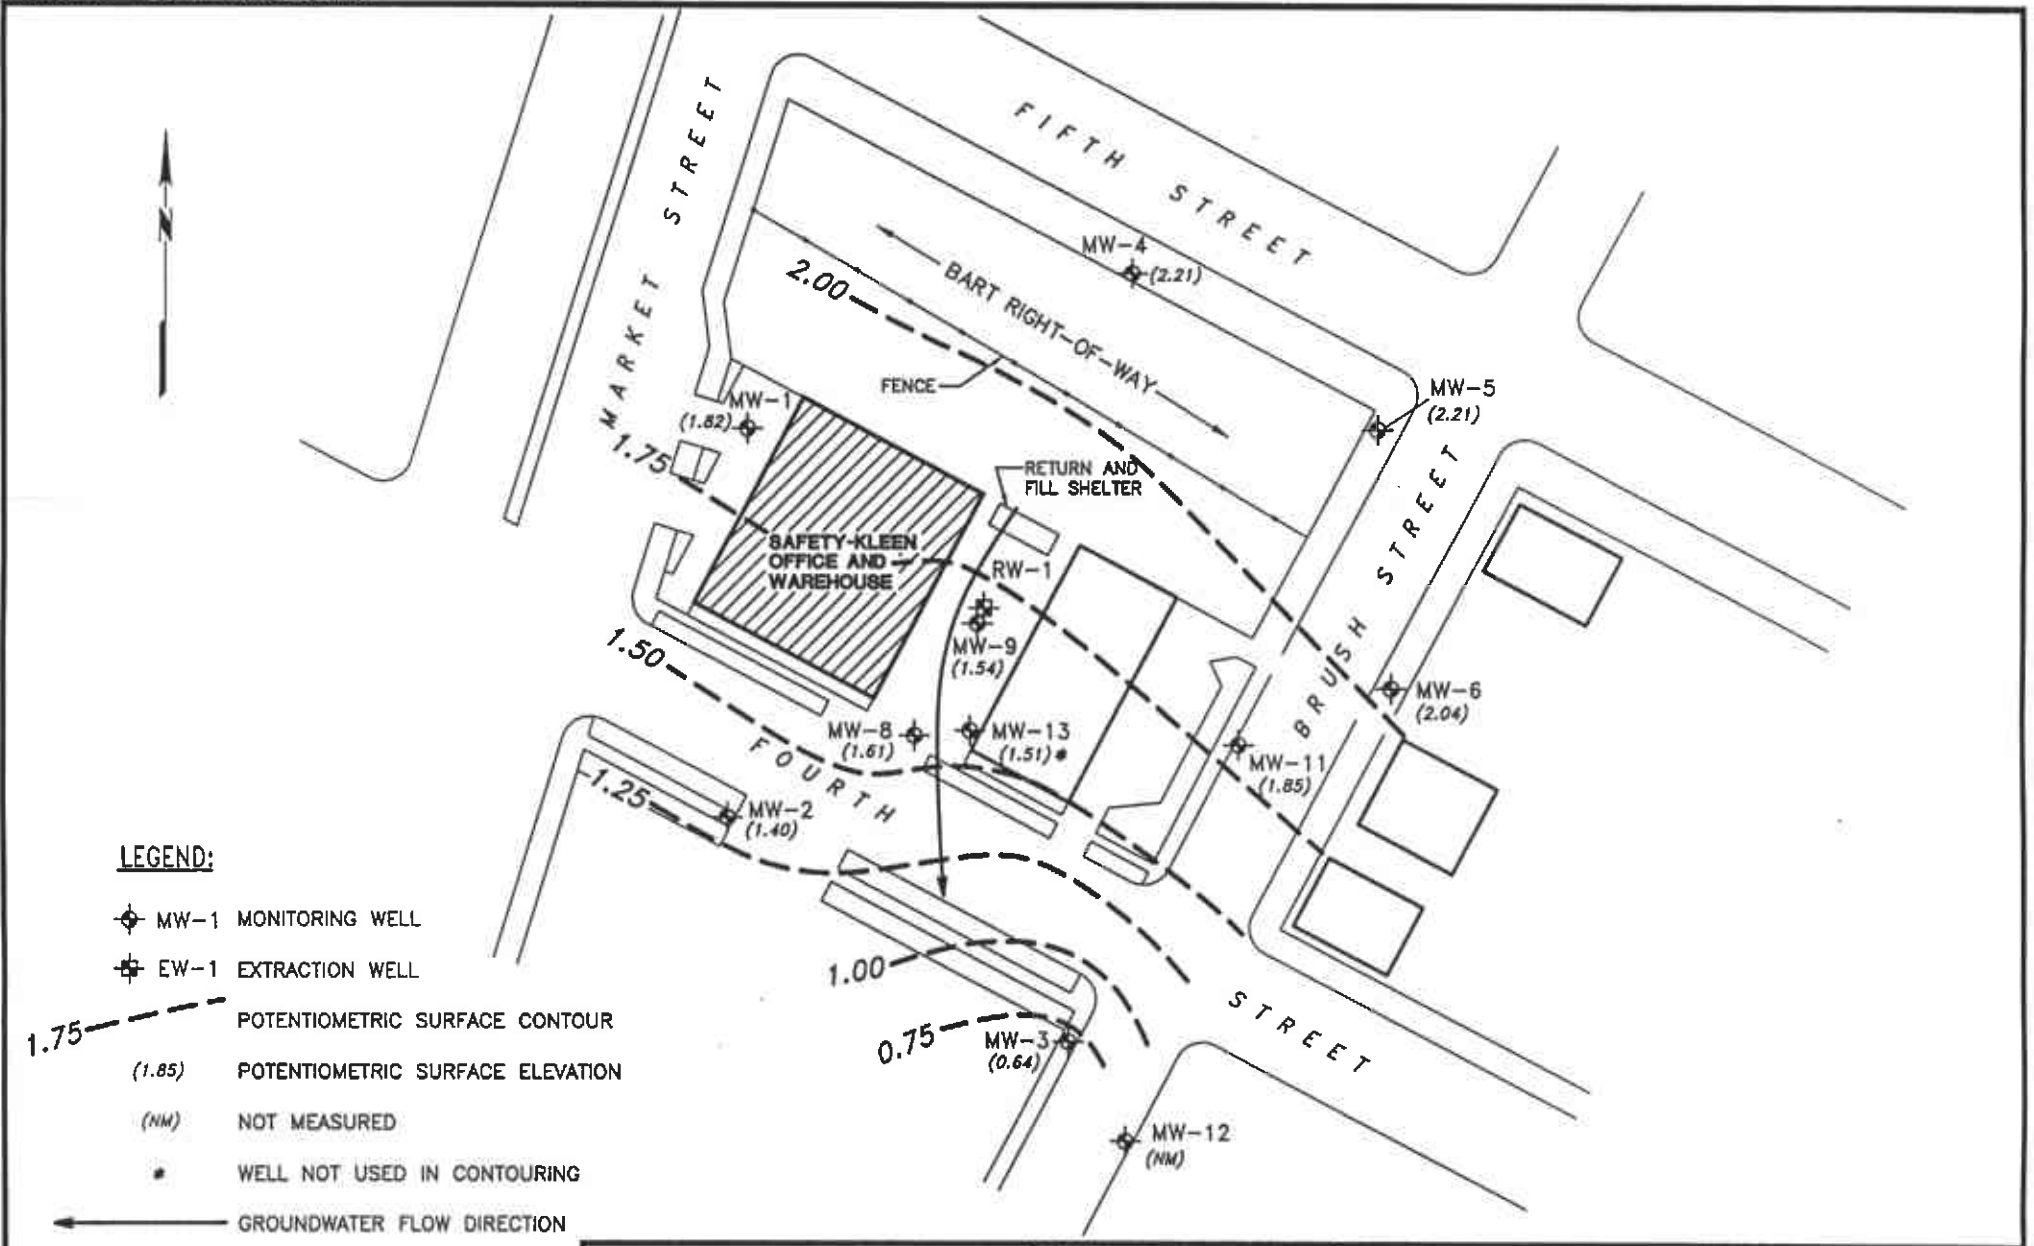 FIFTH STREET
MARKET STREET
N
MW-4
(2.21)
2.00
BART RIGHT-OF-WAY
FENCE
MW-5
(2.21)
MW-1
(1.82)
1.75
RETURN AND
FILL SHELTER
SAFETY-KLEEN
OFFICE AND
WAREHOUSE
RW-1
BRUSH STREET
MW-9
(1.54)
1.50
MW-6
(2.04)
MW-8
(1.61)
MW-13
(1.51)*
MW-11
(1.85)
FOURTH STREET
1.25
MW-2
(1.40)
1.00
0.75
MW-3
(0.64)
MW-12
(NM)
LEGEND:
MW-1 MONITORING WELL
EW-1 EXTRACTION WELL
1.75 POTENTIOMETRIC SURFACE CONTOUR
(1.85) POTENTIOMETRIC SURFACE ELEVATION
(NM) NOT MEASURED
* WELL NOT USED IN CONTOURING
GROUNDWATER FLOW DIRECTION